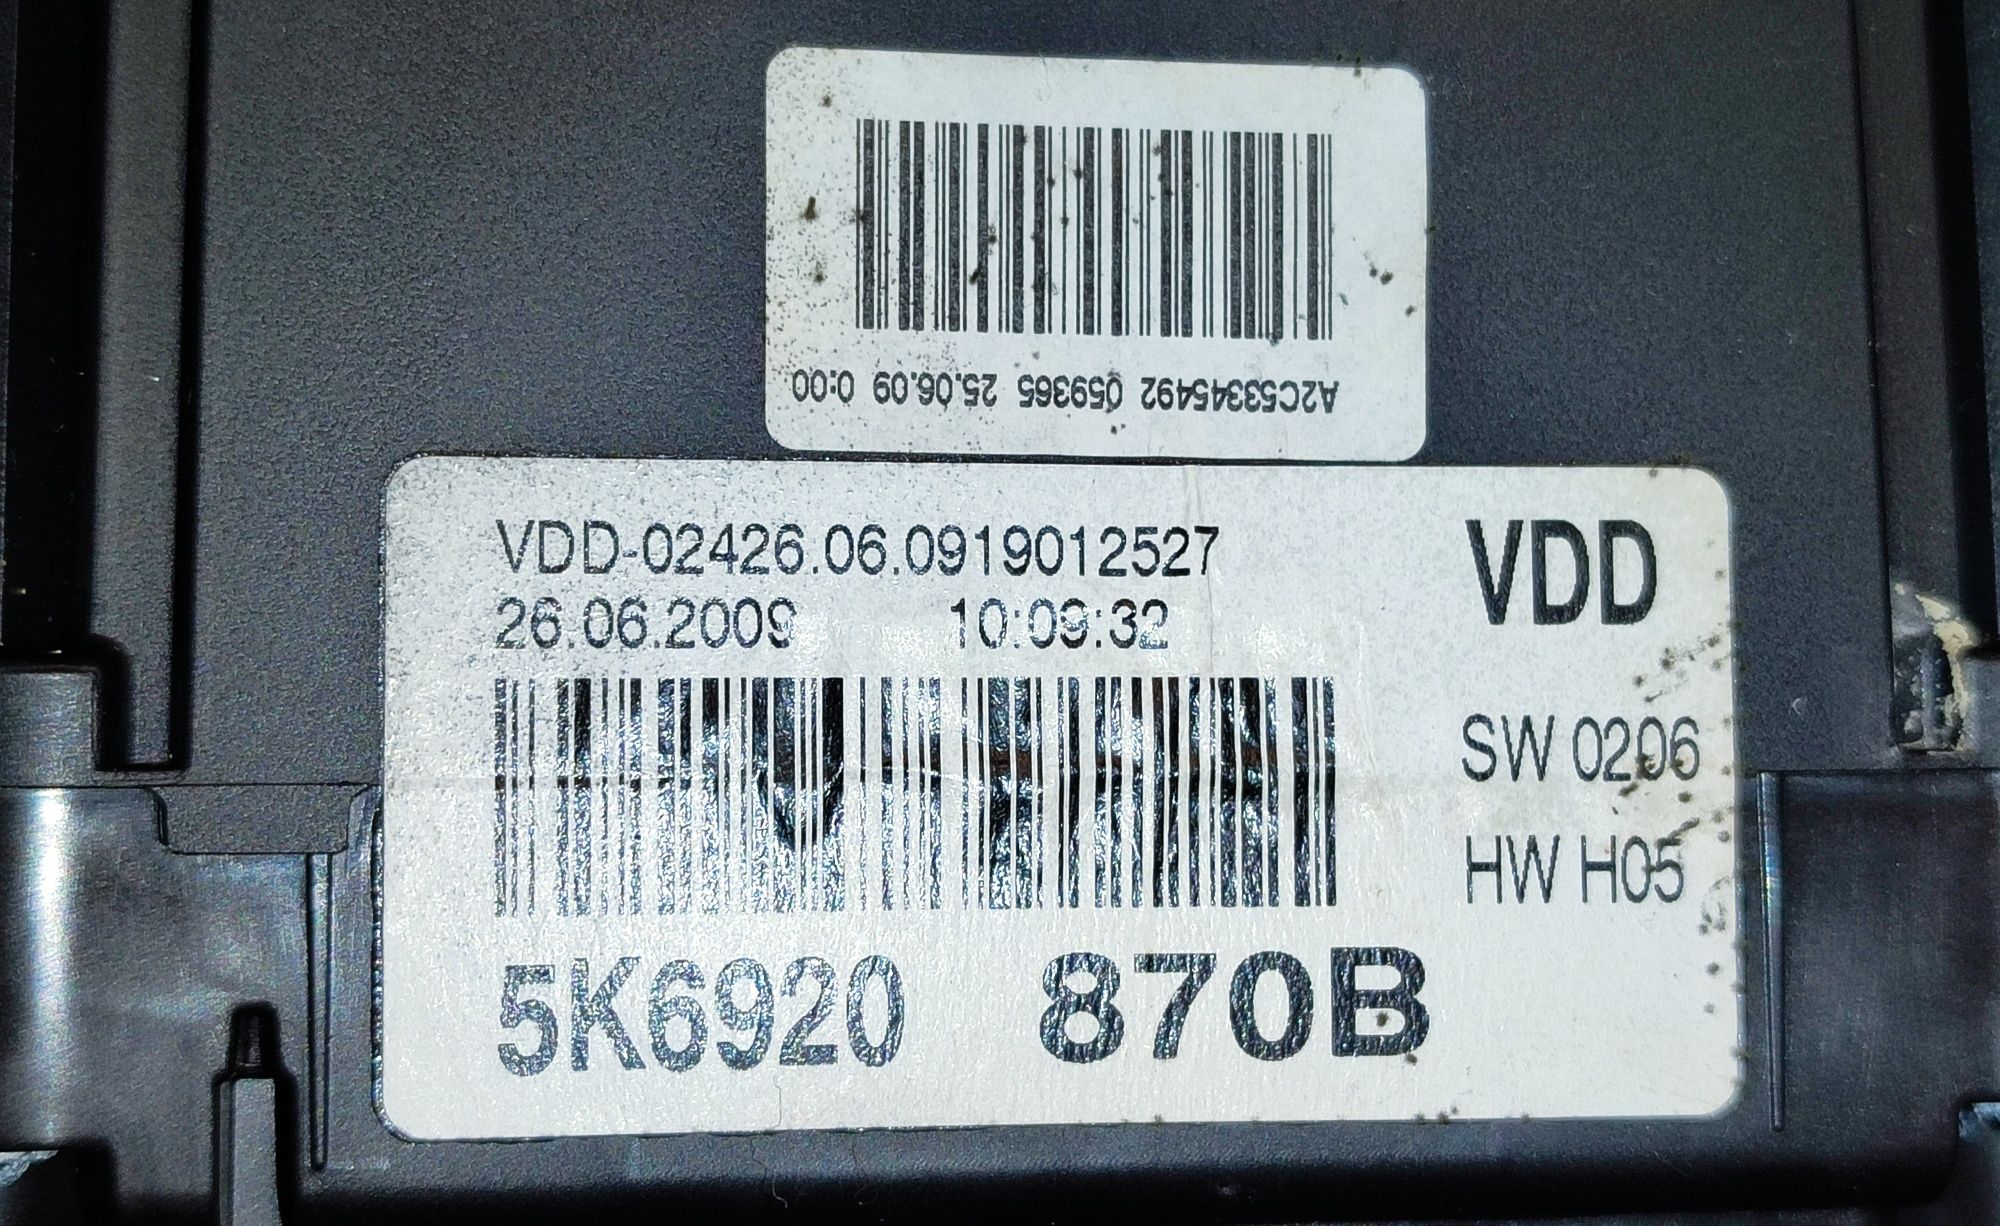 A2C53345492 059365 25.06.09 0:00
VDD-02426.06.0919012527
26.06.2009 10:09:32
VDD
SW 0206
HW H05
5K6920 870B